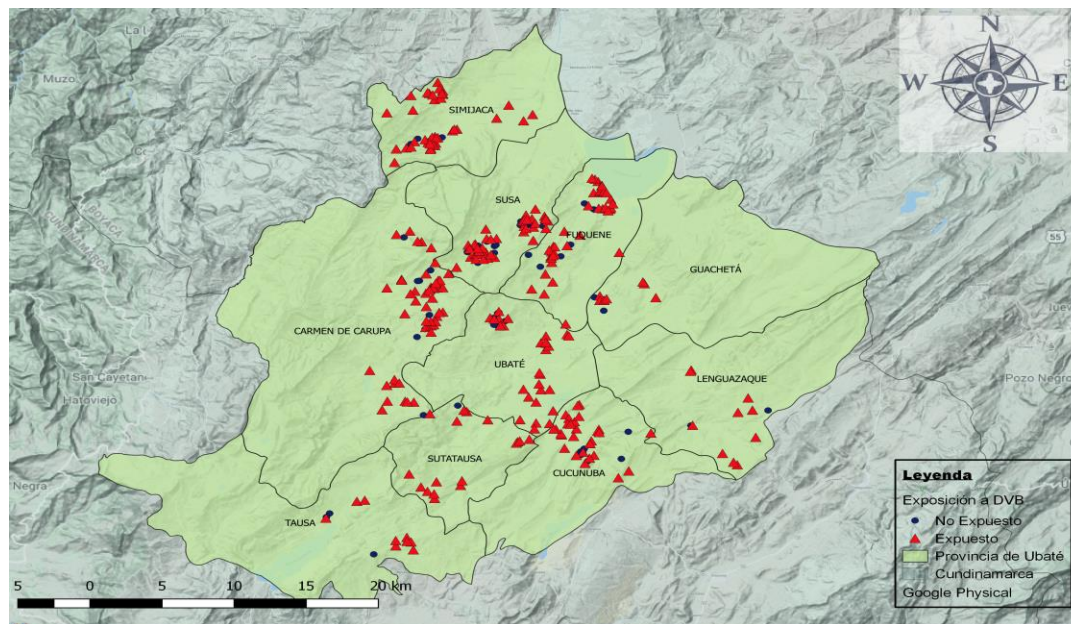 La
Muzo
N
W
E
S
SIMIJACA
SUSA
FUQUENE
GUACHETÁ
55
CARMEN DE CARUPA
UBATÉ
LENGUAZAQUE
San Cayetan
Hatoviejo
Pozo Negro
SUTATAUSA
CUCUNUBA
Negra
TAUSA
Leyenda
Exposición a DVB
No Expuesto
Expuesto
Provincia de Ubaté
Cundinamarca
Google Physical
5 0 5 10 15 20 km